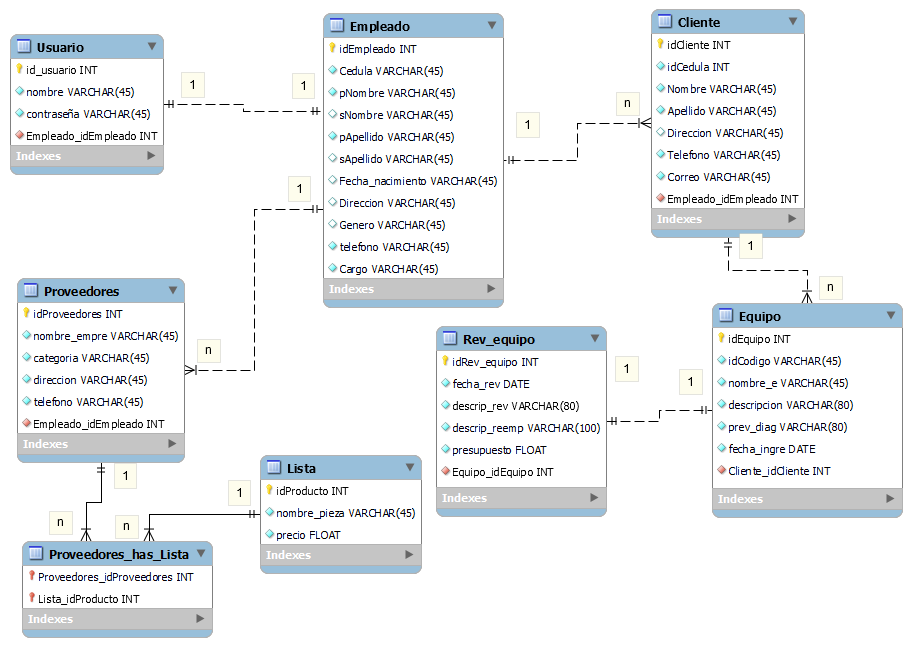 Usuario
id_usuario INT
nombre VARCHAR(45)
contraseña VARCHAR(45)
Empleado_idEmpleado INT
Indexes
1
1
Empleado
idEmpleado INT
Cedula VARCHAR(45)
pNombre VARCHAR(45)
sNombre VARCHAR(45)
pApellido VARCHAR(45)
sApellido VARCHAR(45)
Fecha_nacimiento VARCHAR(45)
Direccion VARCHAR(45)
Genero VARCHAR(45)
telefono VARCHAR(45)
Cargo VARCHAR(45)
Indexes
1
n
Cliente
idCliente INT
idCedula INT
Nombre VARCHAR(45)
Apellido VARCHAR(45)
Direccion VARCHAR(45)
Telefono VARCHAR(45)
Correo VARCHAR(45)
Empleado_idEmpleado INT
Indexes
1
n
1
n
Proveedores
idProveedores INT
nombre_empre VARCHAR(45)
categoria VARCHAR(45)
direccion VARCHAR(45)
telefono VARCHAR(45)
Empleado_idEmpleado INT
Indexes
Rev_equipo
idRev_equipo INT
fecha_rev DATE
descrip_rev VARCHAR(80)
descrip_reemp VARCHAR(100)
presupuesto FLOAT
Equipo_idEquipo INT
Indexes
1
1
Equipo
idEquipo INT
idCodigo VARCHAR(45)
nombre_e VARCHAR(45)
descripcion VARCHAR(80)
prev_diag VARCHAR(80)
fecha_ingre DATE
Cliente_idCliente INT
Indexes
1
n
n
1
Lista
idProducto INT
nombre_pieza VARCHAR(45)
precio FLOAT
Indexes
Proveedores_has_Lista
Proveedores_idProveedores INT
Lista_idProducto INT
Indexes